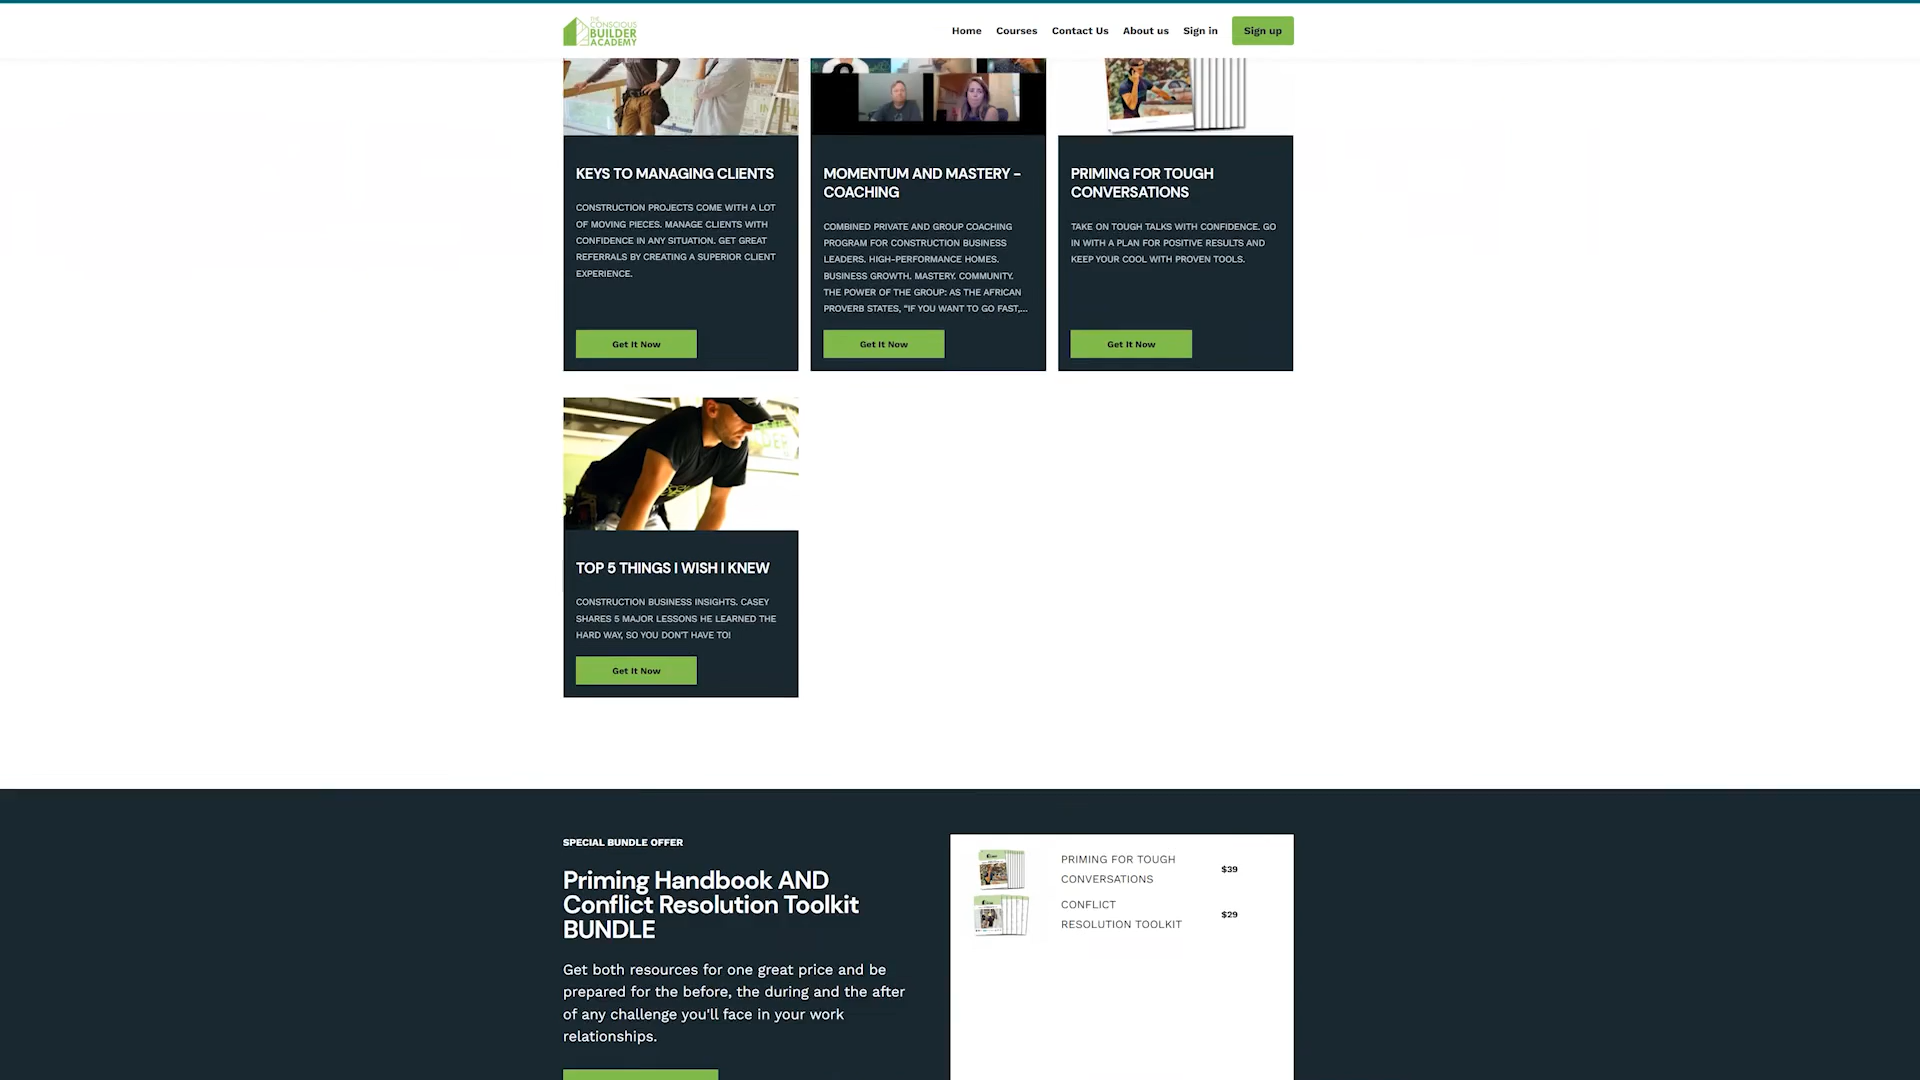 THE
CONSCIOUS
BUILDER
ACADEMY
Home
Courses
Contact Us
About us
Sign in
Sign up
KEYS TO MANAGING CLIENTS
CONSTRUCTION PROJECTS COME WITH A LOT
OF MOVING PIECES. MANAGE CLIENTS WITH
CONFIDENCE IN ANY SITUATION. GET GREAT
REFERRALS BY CREATING A SUPERIOR CLIENT
EXPERIENCE.
Get It Now
MOMENTUM AND MASTERY -
COACHING
COMBINED PRIVATE AND GROUP COACHING
PROGRAM FOR CONSTRUCTION BUSINESS
LEADERS. HIGH-PERFORMANCE HOMES.
BUSINESS GROWTH. MASTERY. COMMUNITY.
THE POWER OF THE GROUP: AS THE AFRICAN
PROVERB STATES, “IF YOU WANT TO GO FAST,...
Get It Now
PRIMING FOR TOUGH
CONVERSATIONS
TAKE ON TOUGH TALKS WITH CONFIDENCE. GO
IN WITH A PLAN FOR POSITIVE RESULTS AND
KEEP YOUR COOL WITH PROVEN TOOLS.
Get It Now
TOP 5 THINGS I WISH I KNEW
CONSTRUCTION BUSINESS INSIGHTS. CASEY
SHARES 5 MAJOR LESSONS HE LEARNED THE
HARD WAY, SO YOU DON'T HAVE TO!
Get It Now
SPECIAL BUNDLE OFFER
Priming Handbook AND
Conflict Resolution Toolkit
BUNDLE
Get both resources for one great price and be
prepared for the before, the during and the after
of any challenge you'll face in your work
relationships.
PRIMING FOR TOUGH
CONVERSATIONS
$39
CONFLICT
RESOLUTION TOOLKIT
$29